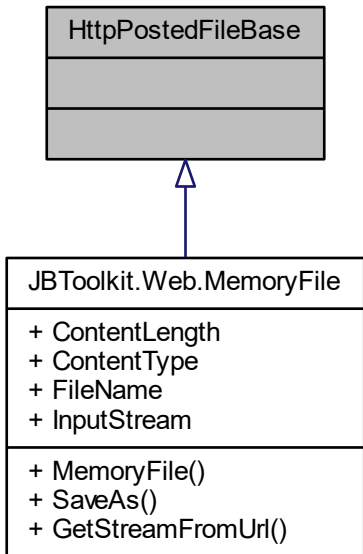 HttpPostedFileBase
JBToolkit.Web.MemoryFile
+ ContentLength
+ ContentType
+ FileName
+ InputStream
+ MemoryFile()
+ SaveAs()
+ GetStreamFromUrl()